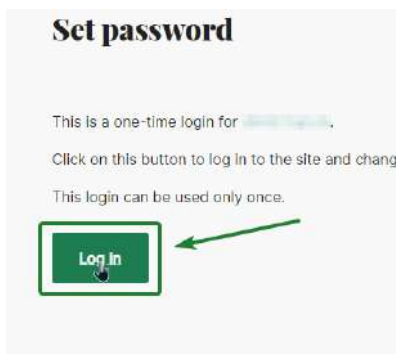 Set password
This is a one-time login for .
Click on this button to log in to the site and chang
This login can be used only once.
Log in